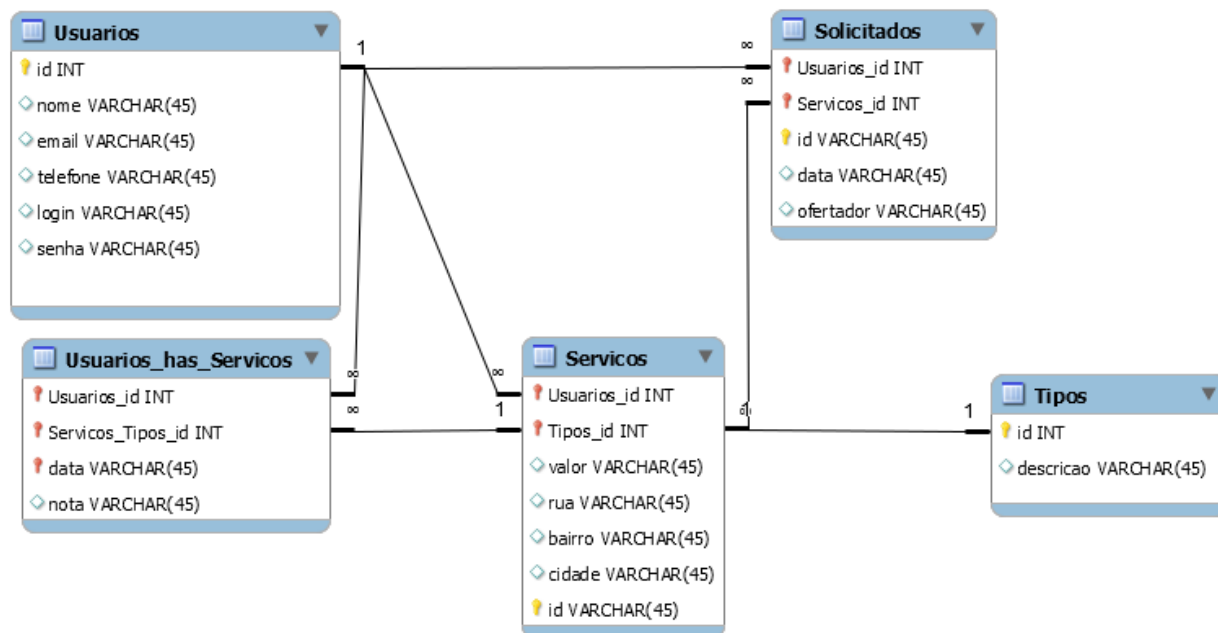 Usuarios
id INT
nome VARCHAR(45)
email VARCHAR(45)
telefone VARCHAR(45)
login VARCHAR(45)
senha VARCHAR(45)
1
∞
∞
Solicitados
Usuarios_id INT
Servicos_id INT
id VARCHAR(45)
data VARCHAR(45)
ofertador VARCHAR(45)
Usuarios_has_Servicos
Usuarios_id INT
Servicos_Tipos_id INT
data VARCHAR(45)
nota VARCHAR(45)
∞
∞
∞
1
Servicos
Usuarios_id INT
Tipos_id INT
valor VARCHAR(45)
rua VARCHAR(45)
bairro VARCHAR(45)
cidade VARCHAR(45)
id VARCHAR(45)
1
1
Tipos
id INT
descricao VARCHAR(45)